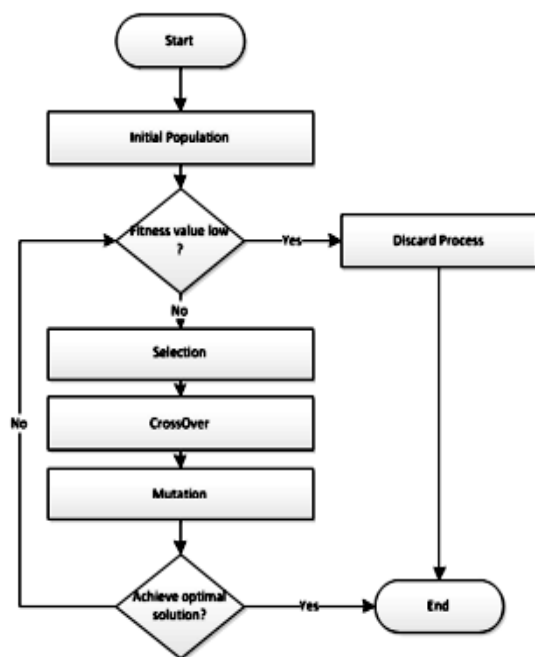 Start
Initial Population
Fitness value low
?
Yes
Discard Process
No
Selection
CrossOver
No
Mutation
Achieve optimal
solution?
Yes
End